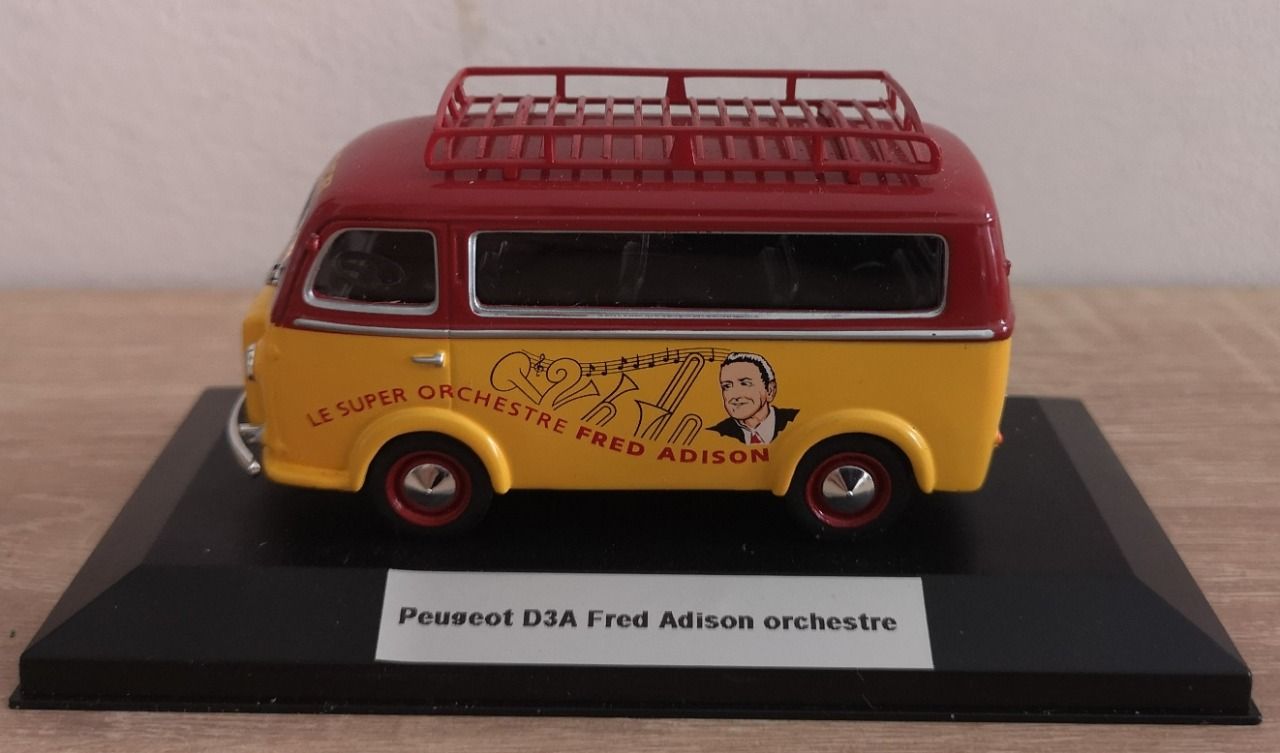 LE SUPER ORCHESTRE FRED ADISON
Peugeot D3A Fred Adison orchestre